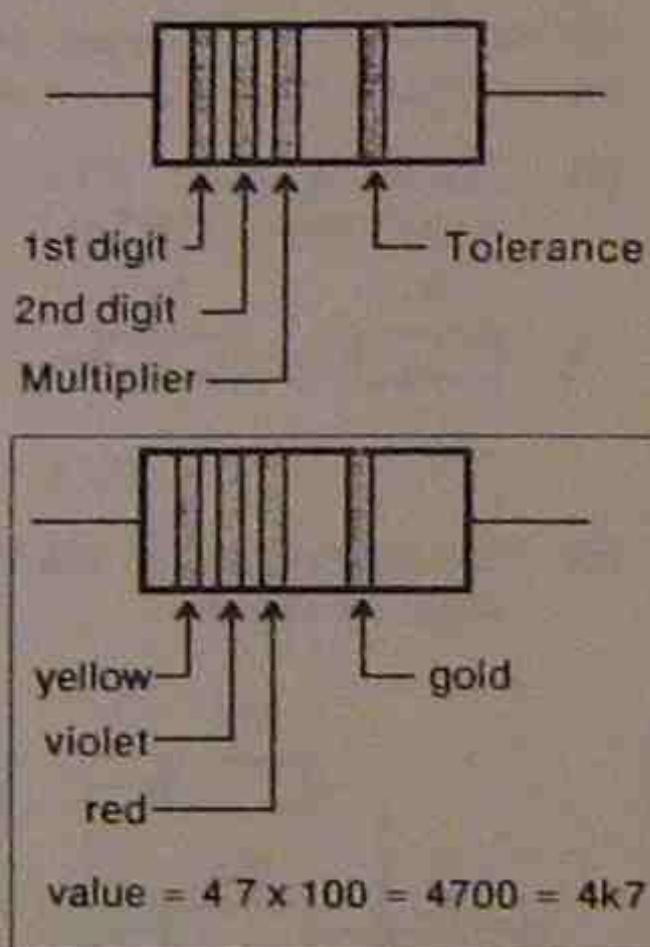 1st digit
Tolerance
2nd digit
Multiplier
yellow
gold
violet
red
value = 4 7 x 100 = 4700 = 4k7